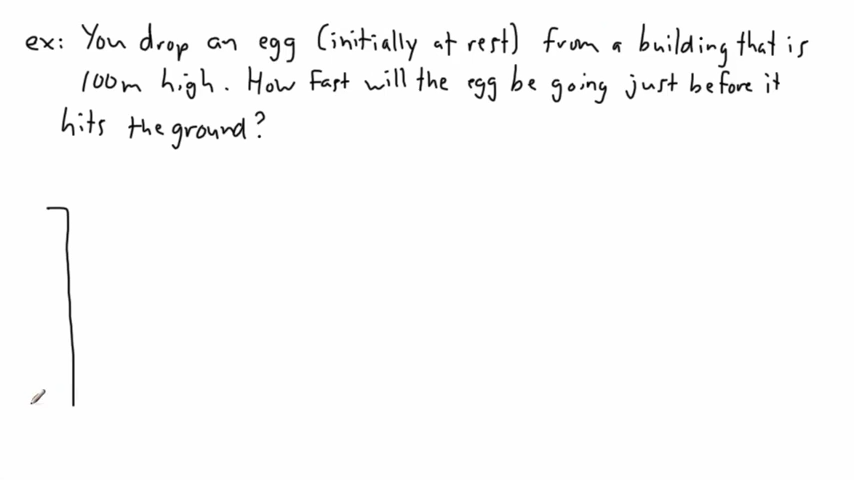 ex: You drop an egg (initially at rest) from a building that is
100m high. How fast will the egg be going just before it
hits the ground?